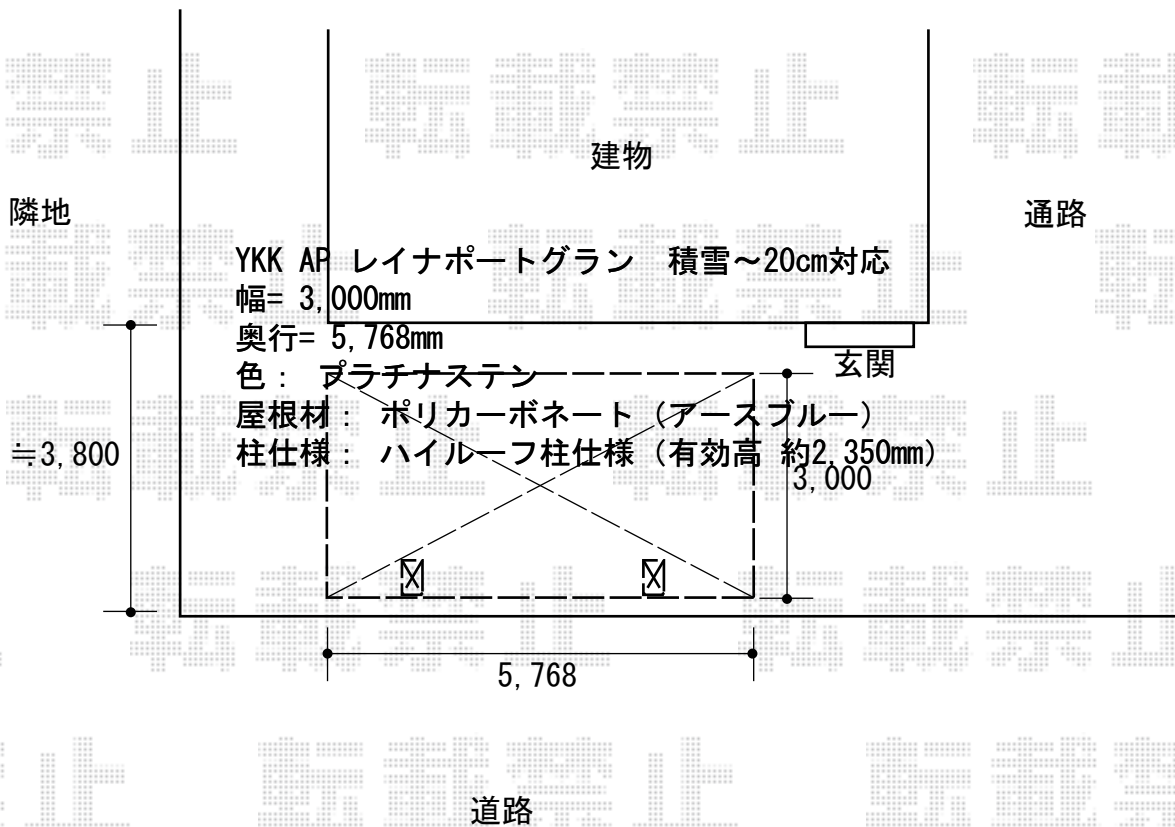 転載禁止
建物
隣地
通路
YKK AP レイナポートグラン 積雪～20cm対応
幅= 3,000mm
奥行= 5,768mm
色： プラチナステン
屋根材： ポリカーボネート（アースブルー）
柱仕様： ハイルーフ柱仕様（有効高 約2,350mm）
玄関
≒3,800
3,000
5,768
道路